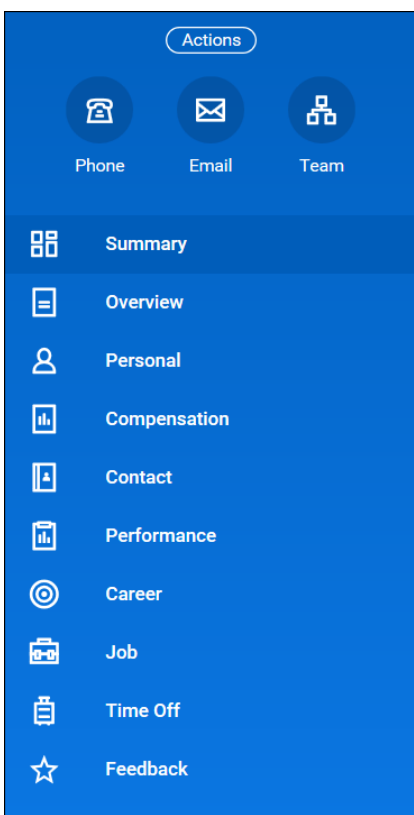 Actions
Phone Email Team
Summary
Overview
Personal
Compensation
Contact
Performance
Career
Job
Time Off
Feedback